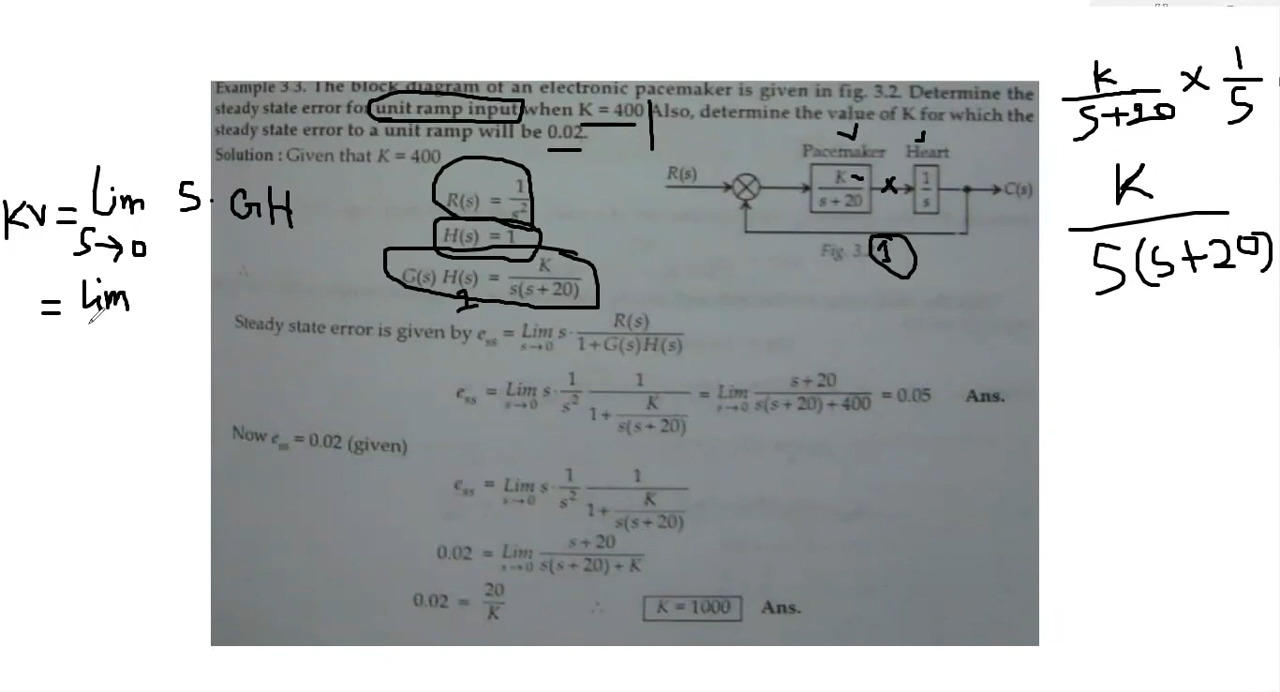 Example 3.3. The block diagram of an electronic pacemaker is given in fig. 3.2. Determine the
steady state error for unit ramp input when K = 400 Also, determine the value of K for which the
steady state error to a unit ramp will be 0.02.
Solution : Given that K = 400
Pacemaker Heart
R(s) K / s + 20 × 1 / s C(s)
Fig. 3. 1
R(s) = 1/s²
H(s) = 1
∴ G(s) H(s) = K / s(s + 20)
1
Steady state error is given by e_ss = Lim s→0 s · R(s) / 1+G(s)H(s)
e_ss = Lim s→0 s · 1/s² · 1 / (1 + K / s(s + 20)) = Lim s→0 s + 20 / s(s + 20) + 400 = 0.05 Ans.
Now e_ss = 0.02 (given)
e_ss = Lim s→0 s · 1/s² · 1 / (1 + K / s(s + 20))
0.02 = Lim s→0 s + 20 / s(s + 20) + K
0.02 = 20 / K ∴ K = 1000 Ans.
KV = Lim S→0 S · GH
= Lim
K / S+20 × 1 / S
K / S(S+20)